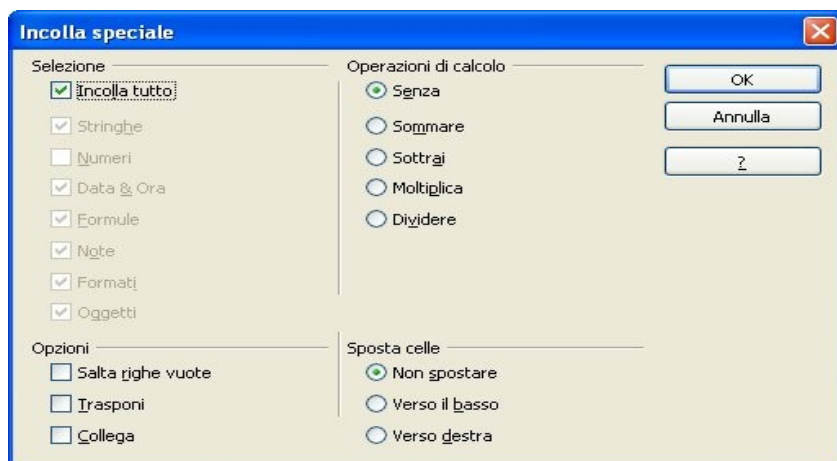 Incolla speciale
Selezione
Incolla tutto
Stringhe
Numeri
Data & Ora
Formule
Note
Formati
Oggetti
Operazioni di calcolo
Senza
Sommare
Sottrai
Moltiplica
Dividere
OK
Annulla
?
Opzioni
Salta righe vuote
Trasponi
Collega
Sposta celle
Non spostare
Verso il basso
Verso destra